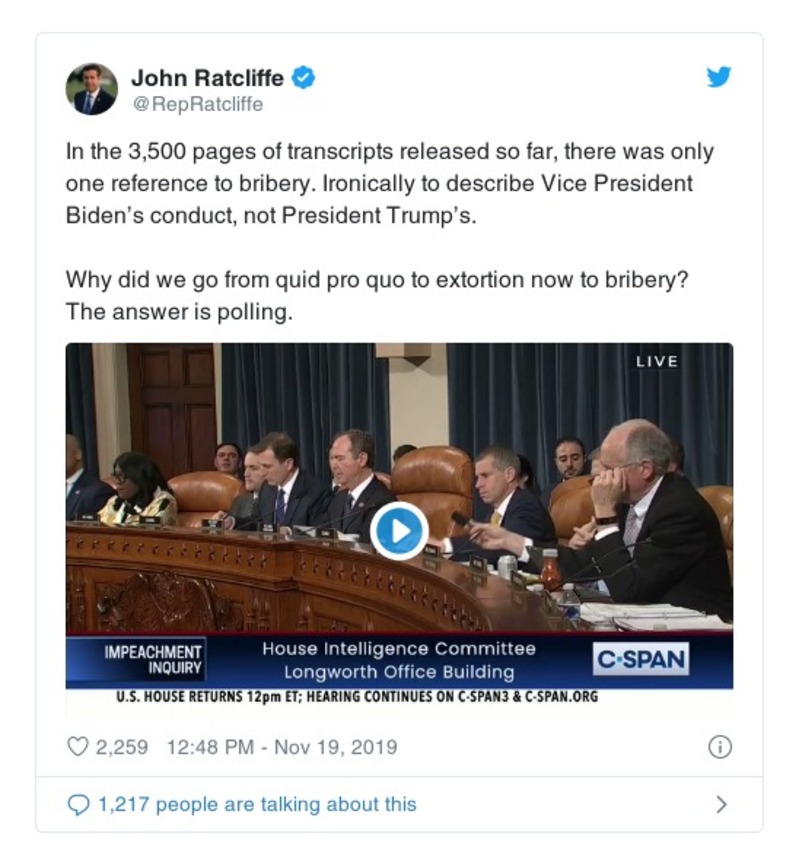 John Ratcliffe
@RepRatcliffe
In the 3,500 pages of transcripts released so far, there was only
one reference to bribery. Ironically to describe Vice President
Biden’s conduct, not President Trump’s.
Why did we go from quid pro quo to extortion now to bribery?
The answer is polling.
LIVE
IMPEACHMENT
INQUIRY
House Intelligence Committee
Longworth Office Building
C-SPAN
U.S. HOUSE RETURNS 12pm ET; HEARING CONTINUES ON C-SPAN3 & C-SPAN.ORG
2,259 12:48 PM - Nov 19, 2019
1,217 people are talking about this